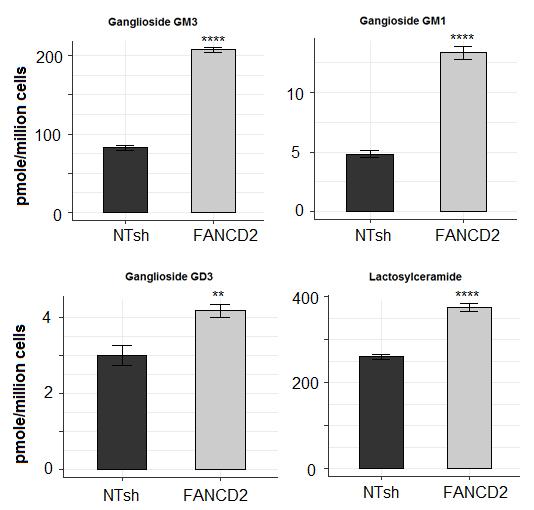 Ganglioside GM3
Gangioside GM1
****
****
pmole/million cells
200
100
0
10
5
0
NTsh
FANCD2
NTsh
FANCD2
Ganglioside GD3
Lactosylceramide
**
****
pmole/million cells
4
2
0
400
200
0
NTsh
FANCD2
NTsh
FANCD2